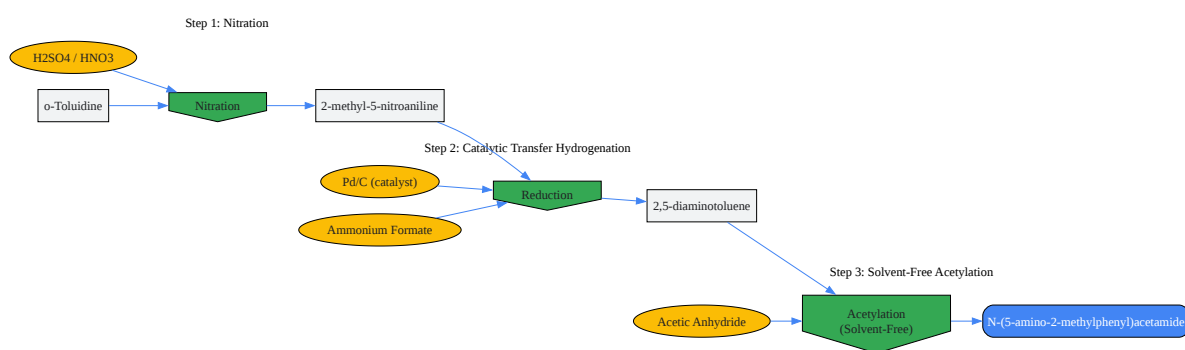 Step 1: Nitration
H2SO4 / HNO3
o-Toluidine
Nitration
2-methyl-5-nitroaniline
Step 2: Catalytic Transfer Hydrogenation
Pd/C (catalyst)
Reduction
Ammonium Formate
2,5-diaminotoluene
Step 3: Solvent-Free Acetylation
Acetic Anhydride
Acetylation
(Solvent-Free)
N-(5-amino-2-methylphenyl)acetamide